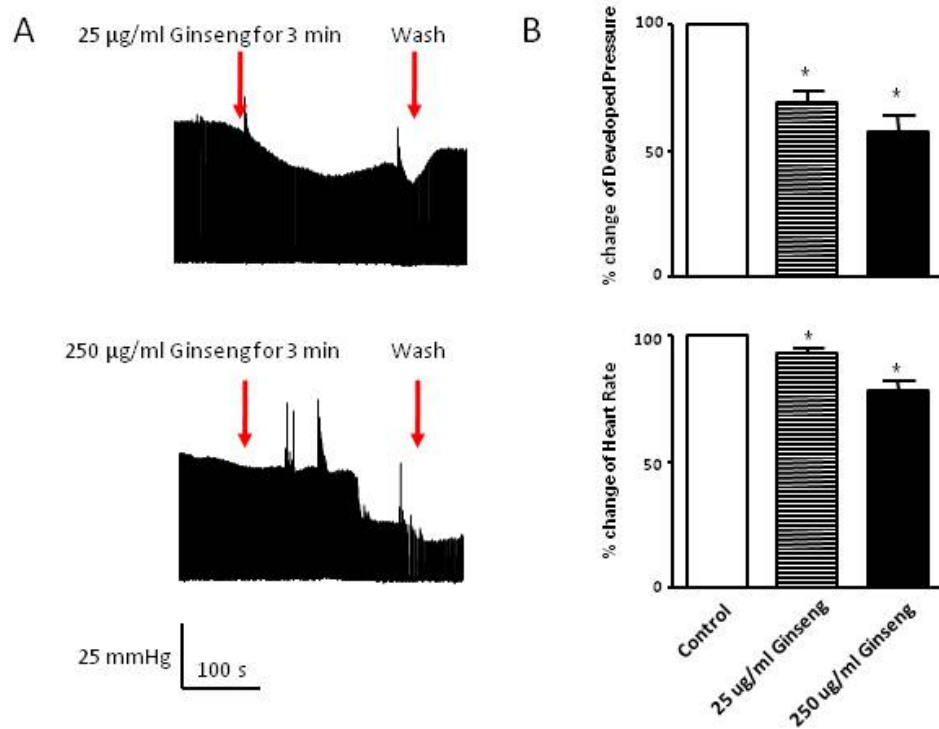 A
25 µg/ml Ginseng for 3 min
Wash
250 µg/ml Ginseng for 3 min
Wash
25 mmHg
100 s
B
% change of Developed Pressure
100
50
0
*
*
% change of Heart Rate
100
50
0
*
*
Control
25 ug/ml Ginseng
250 ug/ml Ginseng